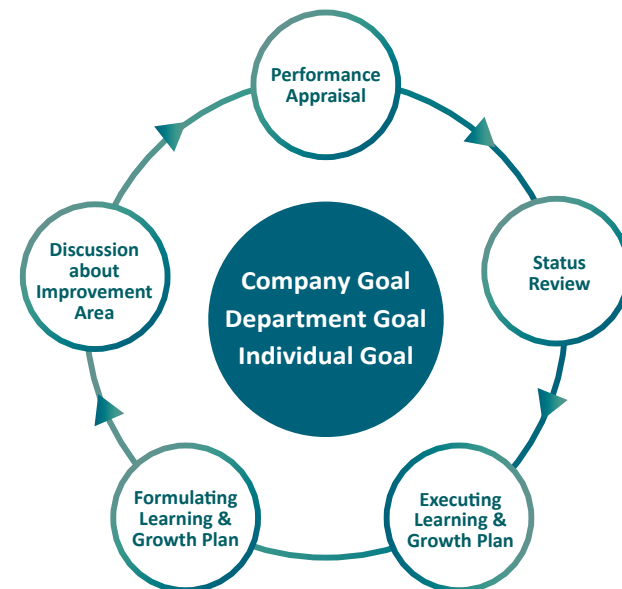 Performance
Appraisal
Status
Review
Executing
Learning &
Growth Plan
Formulating
Learning &
Growth Plan
Discussion
about
Improvement
Area
Company Goal
Department Goal
Individual Goal